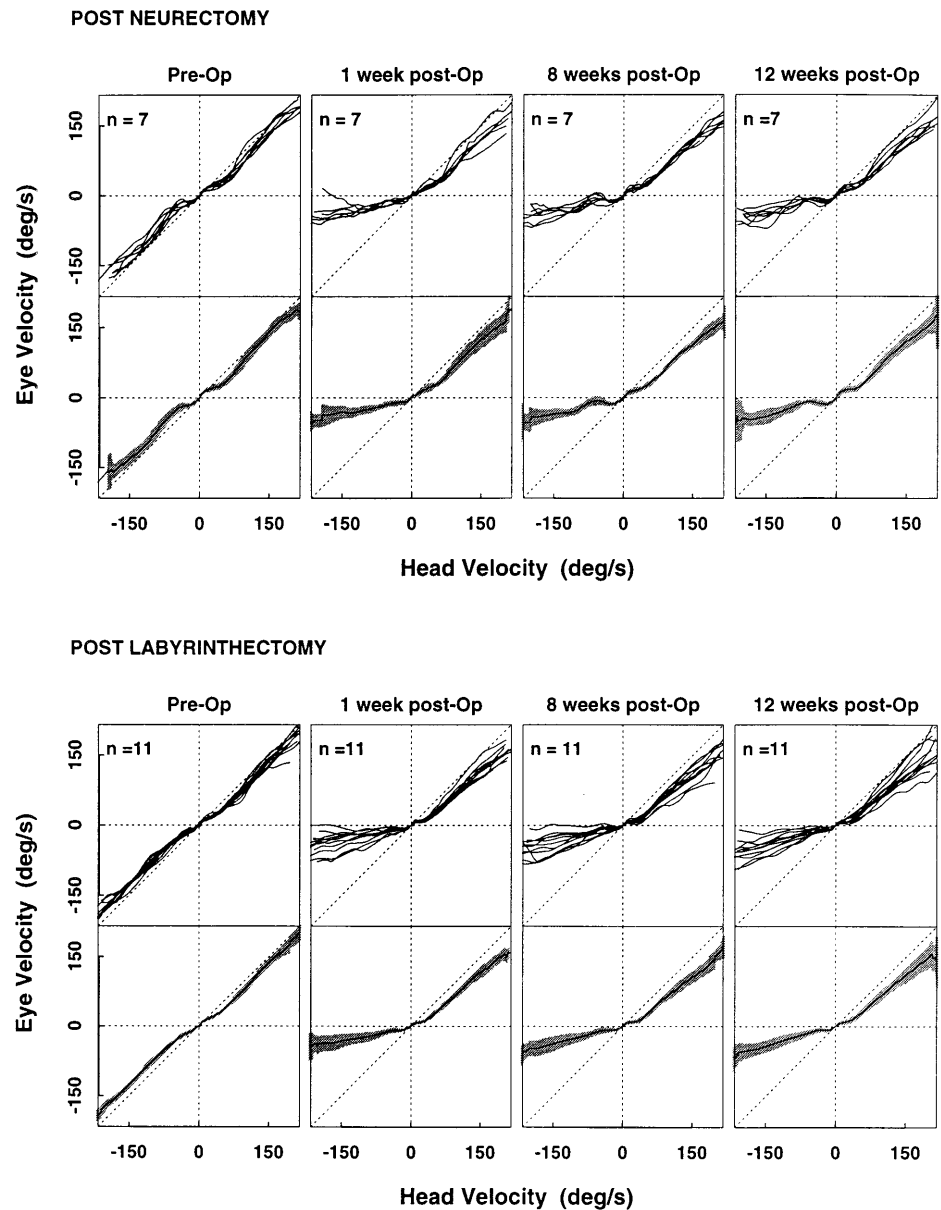 POST NEURECTOMY
Pre-Op
1 week post-Op
8 weeks post-Op
12 weeks post-Op
n = 7
n = 7
n = 7
n =7
150
0
-150
150
0
-150
Eye Velocity (deg/s)
-150 0 150
-150 0 150
-150 0 150
-150 0 150
Head Velocity (deg/s)
POST LABYRINTHECTOMY
Pre-Op
1 week post-Op
8 weeks post-Op
12 weeks post-Op
n =11
n =11
n = 11
n =11
150
0
-150
150
0
-150
Eye Velocity (deg/s)
-150 0 150
-150 0 150
-150 0 150
-150 0 150
Head Velocity (deg/s)